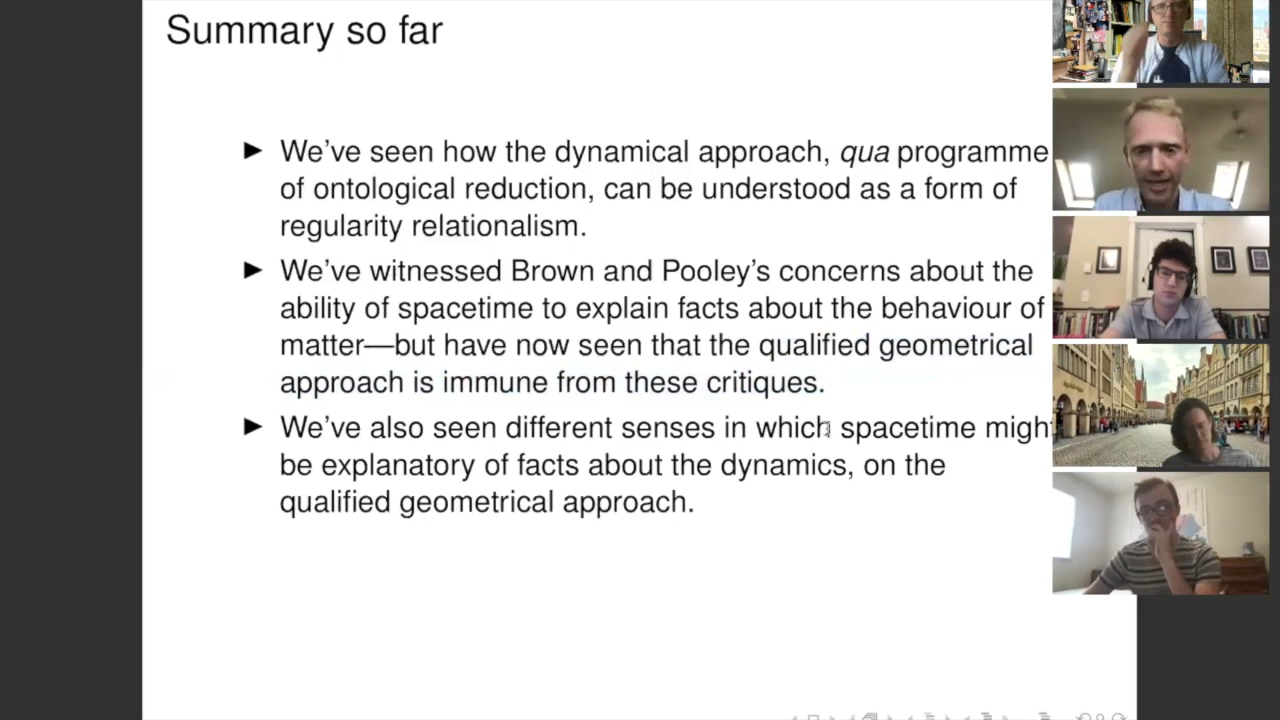 Summary so far
► We've seen how the dynamical approach, qua programme
of ontological reduction, can be understood as a form of
regularity relationalism.
► We've witnessed Brown and Pooley's concerns about the
ability of spacetime to explain facts about the behaviour of
matter—but have now seen that the qualified geometrical
approach is immune from these critiques.
► We've also seen different senses in which spacetime might
be explanatory of facts about the dynamics, on the
qualified geometrical approach.